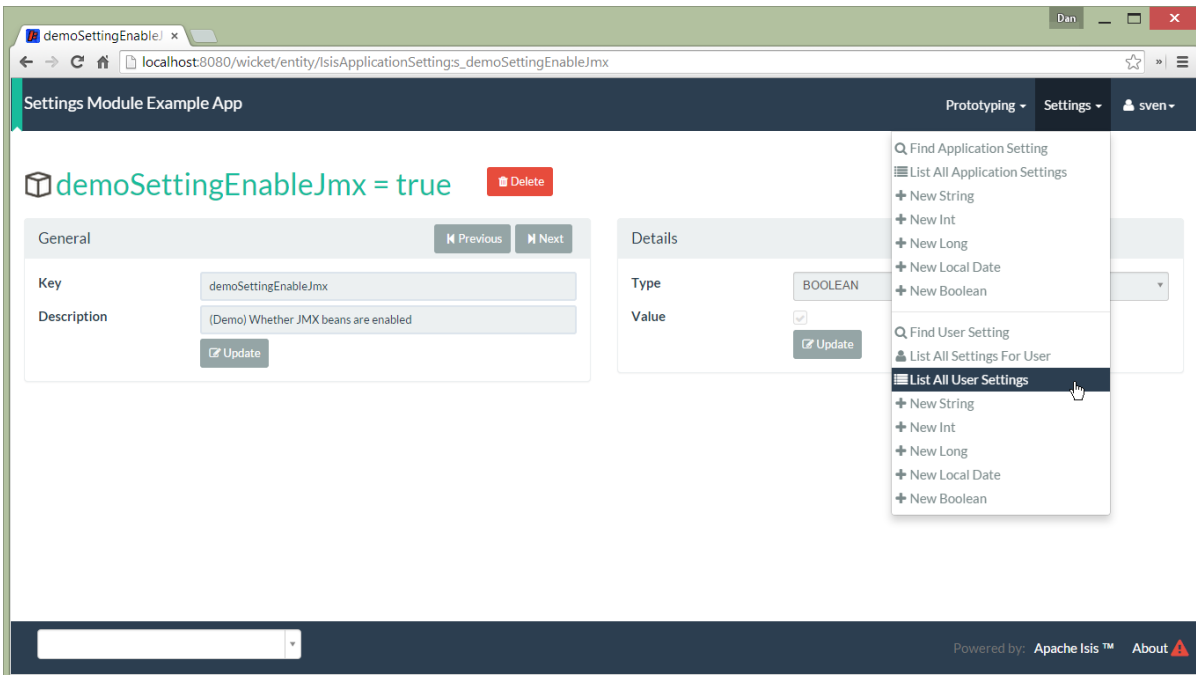 Dan
demoSettingEnableJ
localhost:8080/wicket/entity/IsisApplicationSetting:s_demoSettingEnableJmx
Settings Module Example App
Prototyping
Settings
sven
demoSettingEnableJmx = true
Delete
General
Previous
Next
Key
demoSettingEnableJmx
Description
(Demo) Whether JMX beans are enabled
Update
Details
Type
BOOLEAN
Value
Update
Find Application Setting
List All Application Settings
New String
New Int
New Long
New Local Date
New Boolean
Find User Setting
List All Settings For User
List All User Settings
New String
New Int
New Long
New Local Date
New Boolean
Powered by: Apache Isis ™ About